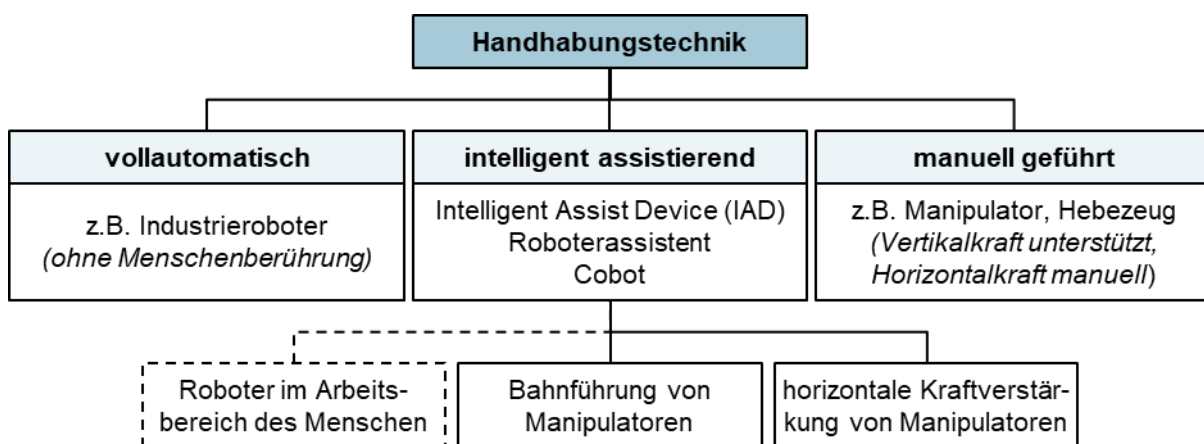 Handhabungstechnik
vollautomatisch
z.B. Industrieroboter
(ohne Menschenberührung)
intelligent assistierend
Intelligent Assist Device (IAD)
Roboterassistent
Cobot
manuell geführt
z.B. Manipulator, Hebezeug
(Vertikalkraft unterstützt,
Horizontalkraft manuell)
Roboter im Arbeits-
bereich des Menschen
Bahnführung von
Manipulatoren
horizontale Kraftverstär-
kung von Manipulatoren